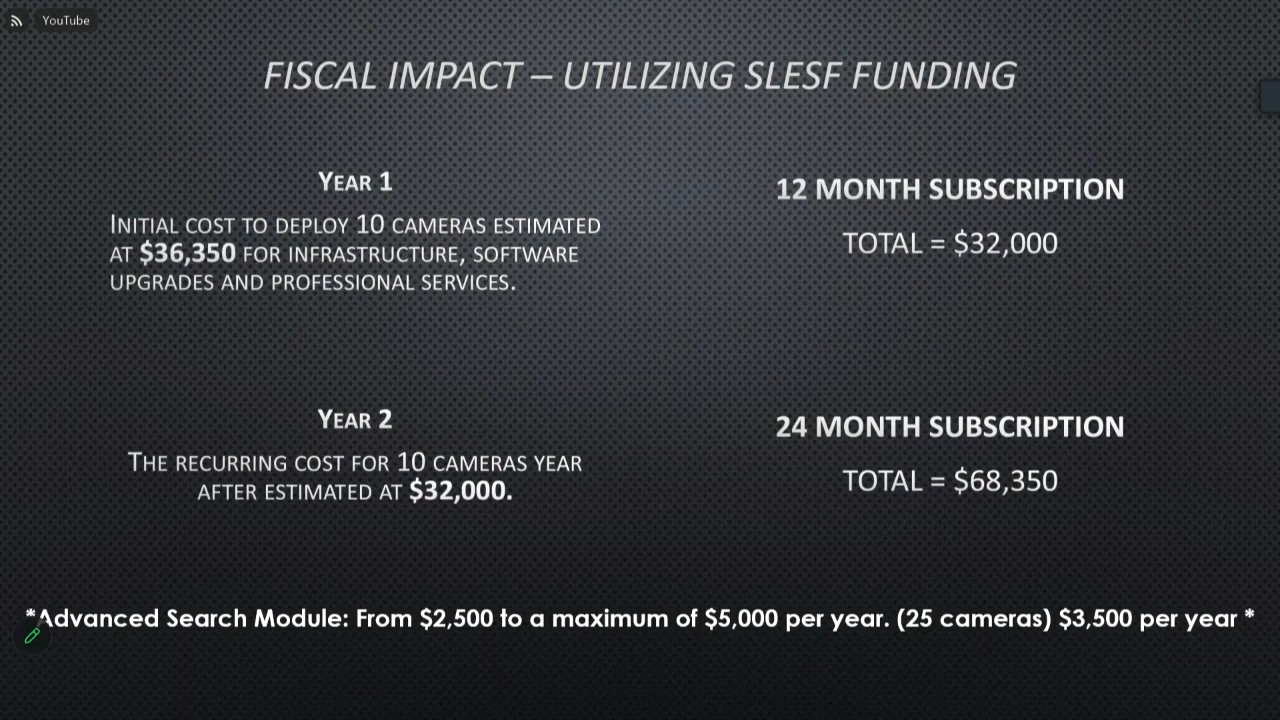 YouTube
FISCAL IMPACT – UTILIZING SLESF FUNDING
YEAR 1
INITIAL COST TO DEPLOY 10 CAMERAS ESTIMATED
AT $36,350 FOR INFRASTRUCTURE, SOFTWARE
UPGRADES AND PROFESSIONAL SERVICES.
12 MONTH SUBSCRIPTION
TOTAL = $32,000
YEAR 2
THE RECURRING COST FOR 10 CAMERAS YEAR
AFTER ESTIMATED AT $32,000.
24 MONTH SUBSCRIPTION
TOTAL = $68,350
*Advanced Search Module: From $2,500 to a maximum of $5,000 per year. (25 cameras) $3,500 per year *